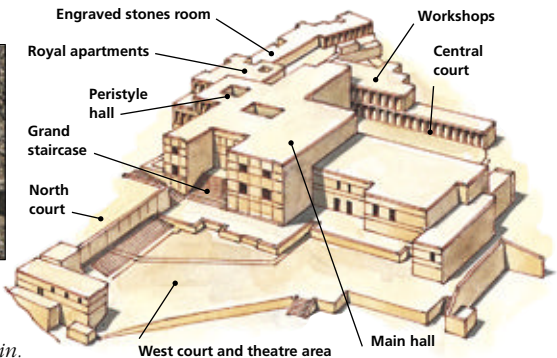 Engraved stones room
Workshops
Royal apartments
Central
court
Peristyle
hall
Grand
staircase
North
court
in.
West court and theatre area
Main hall